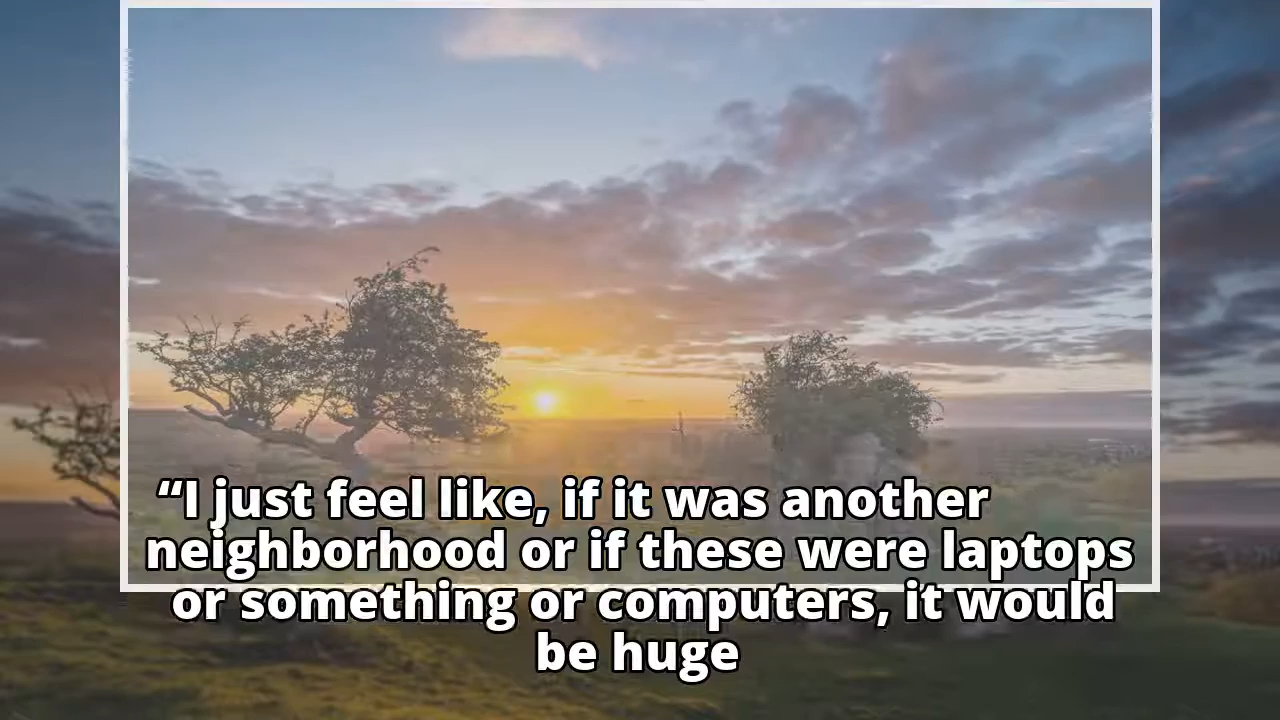 “I just feel like, if it was another
neighborhood or if these were laptops
or something or computers, it would
be huge